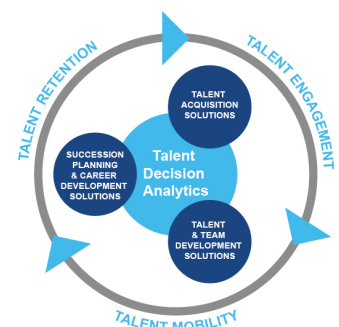 TALENT RETENTION
TALENT ENGAGEMENT
TALENT
ACQUISITION
SOLUTIONS
SUCCESSION
PLANNING
& CAREER
DEVELOPMENT
SOLUTIONS
Talent
Decision
Analytics
TALENT
& TEAM
DEVELOPMENT
SOLUTIONS
TALENT MOBILITY